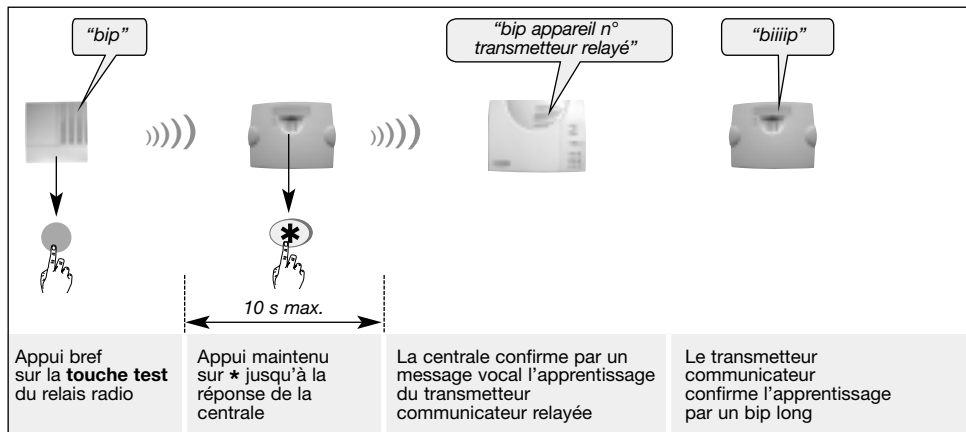 “bip”
“bip appareil n°
transmetteur relayé”
“biiiip”
*
10 s max.
Appui bref
sur la touche test
du relais radio
Appui maintenu
sur * jusqu’à la
réponse de la
centrale
La centrale confirme par un
message vocal l’apprentissage
du transmetteur
communicateur relayée
Le transmetteur
communicateur
confirme l’apprentissage
par un bip long